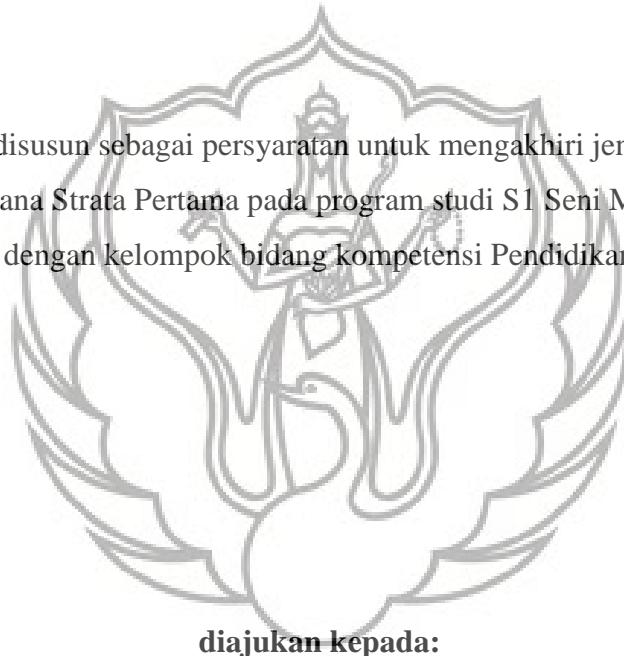 disusun sebagai persyaratan untuk mengakhiri jen
ana Strata Pertama pada program studi S1 Seni M
dengan kelompok bidang kompetensi Pendidikan
diajukan kepada: